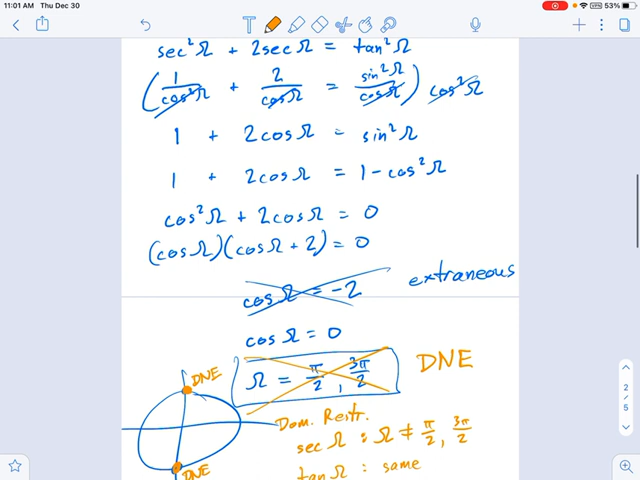 11:01 AM Thu Dec 30
53%
sec²Ω + 2secΩ = tan²Ω
(1/cos²Ω + 2/cosΩ = sin²Ω/cos²Ω) cos²Ω
1 + 2cosΩ = sin²Ω
1 + 2cosΩ = 1 - cos²Ω
cos²Ω + 2cosΩ = 0
(cosΩ)(cosΩ + 2) = 0
cosΩ = -2 extraneous
cosΩ = 0
Ω = π/2, 3π/2 DNE
DNE
Dom. Restr.
secΩ : Ω ≠ π/2, 3π/2
tanΩ : same
DNE
2
/
5